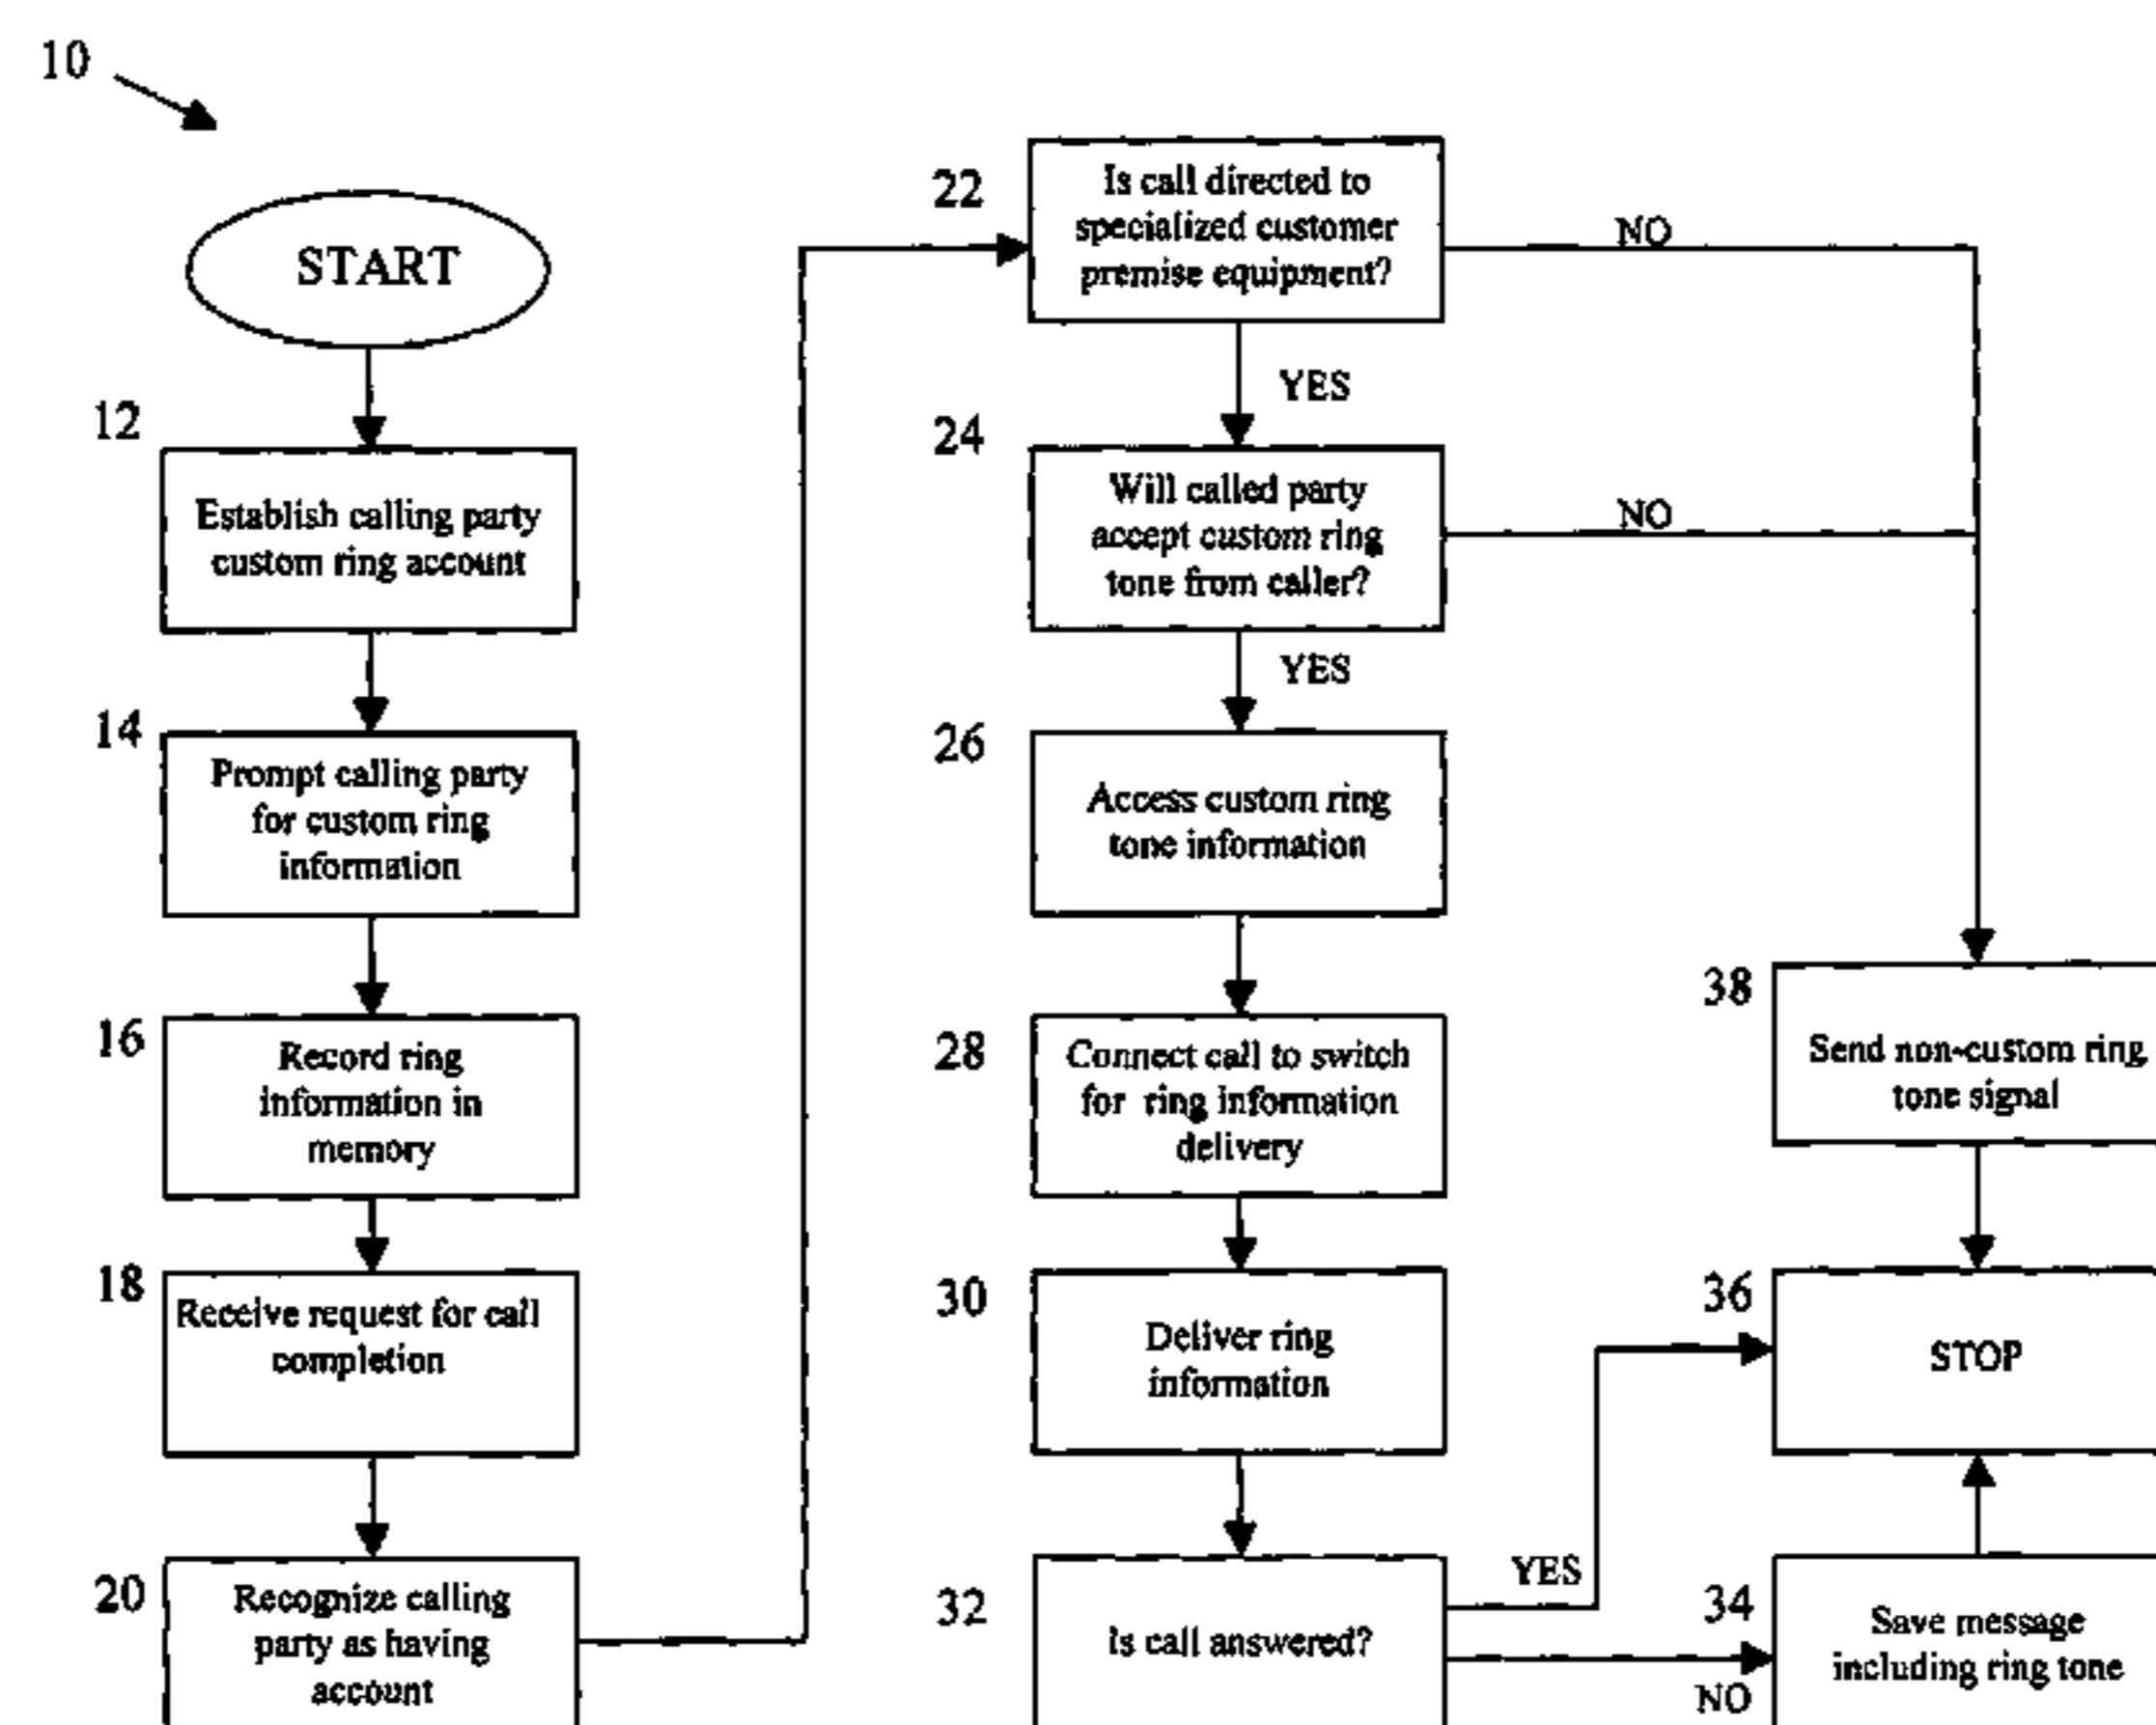 10
START
12
Establish calling party
custom ring account
14
Prompt calling party
for custom ring
information
16
Record ring
information in
memory
18
Receive request for call
completion
20
Recognize calling
party as having
account
22
Is call directed to
specialized customer
premise equipment?
NO
YES
24
Will called party
accept custom ring
tone from caller?
NO
YES
26
Access custom ring
tone information
28
Connect call to switch
for ring information
delivery
30
Deliver ring
information
32
Is call answered?
YES
NO
38
Send non-custom ring
tone signal
36
STOP
34
Save message
including ring tone